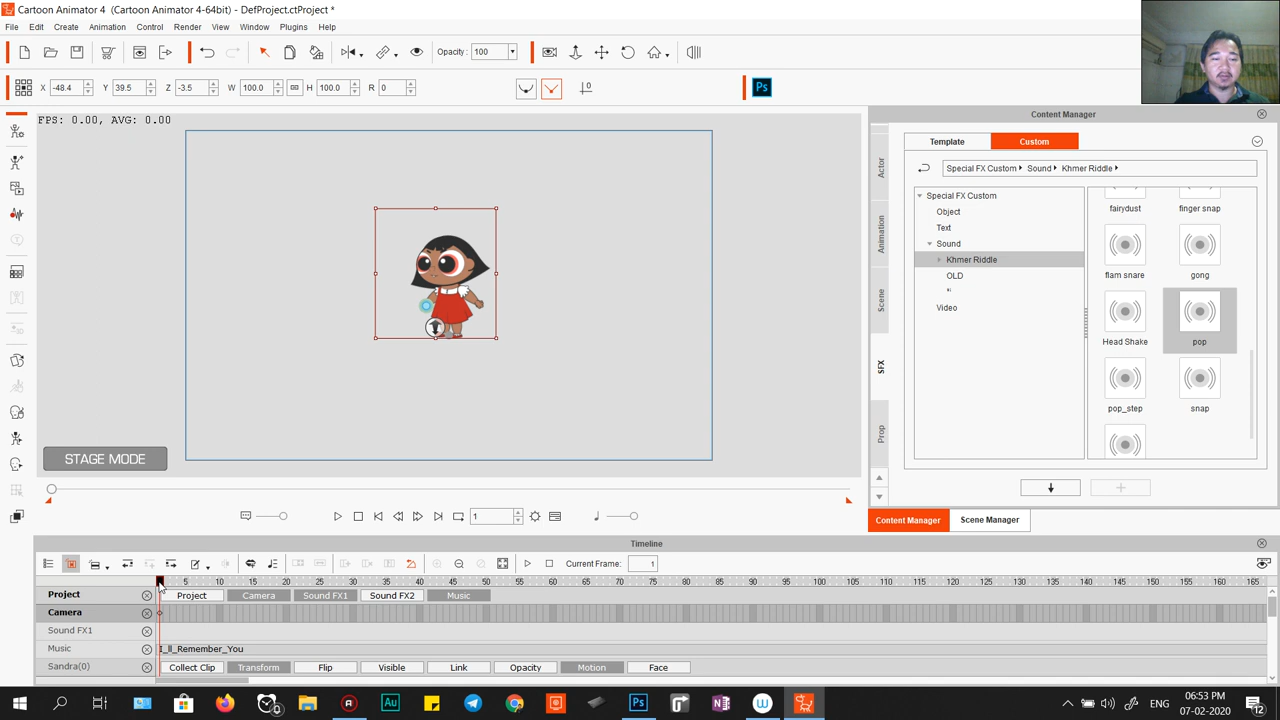 Cartoon Animator 4 (Cartoon Animator 4-64bit) - DefProject.ctProject *
File Edit Create Animation Control Render View Window Plugins Help
Opacity : 100
X -48.4 Y 39.5 Z -3.5 W 100.0 H 100.0 R 0 Ps
FPS: 0.00, AVG: 0.00
Content Manager
Template Custom
Special FX Custom Sound Khmer Riddle
Actor
Animation
Scene
SFX
Prop
Special FX Custom
Object
Text
Sound
Khmer Riddle
OLD
Video
fairydust finger snap
flam snare gong
Head Shake pop
pop_step snap
STAGE MODE
1
Content Manager Scene Manager
Timeline
Current Frame: 1
5 10 15 20 25 30 35 40 45 50 55 60 65 70 75 80 85 90 95 100 105 110 115 120 125 130 135 140 145 150 155 160 165
Project Project Camera Sound FX1 Sound FX2 Music
Camera
Sound FX1
Music I_ll_Remember_You
Sandra(0) Collect Clip Transform Flip Visible Link Opacity Motion Face
ENG 06:53 PM
07-02-2020 12